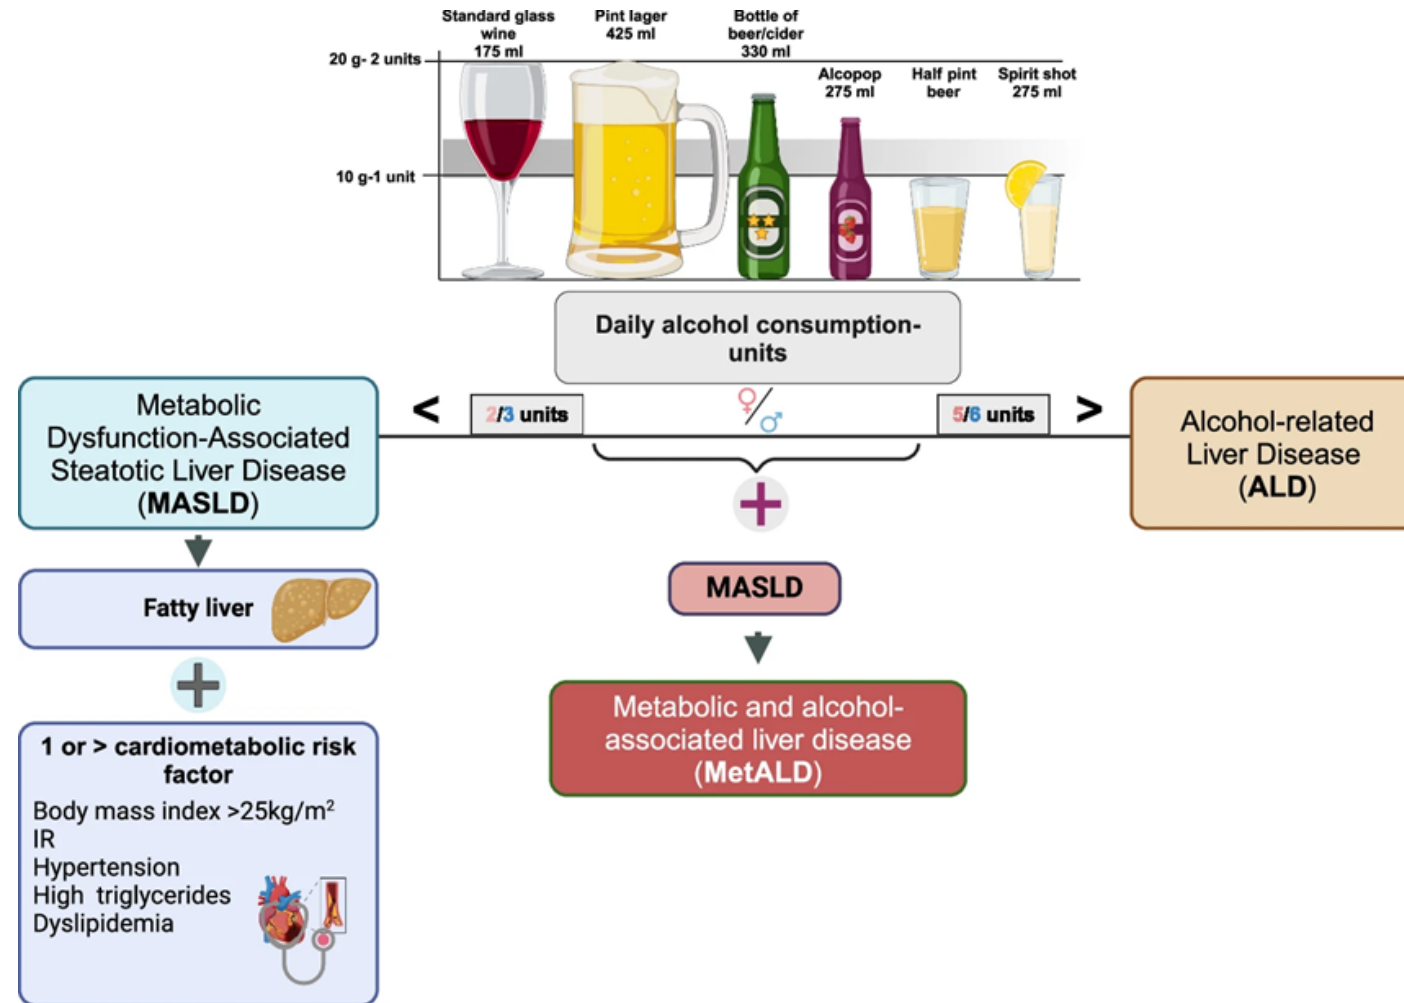 Standard glass
wine
175 ml
Pint lager
425 ml
Bottle of
beer/cider
330 ml
Alcopop
275 ml
Half pint
beer
Spirit shot
275 ml
20 g- 2 units
10 g-1 unit
Daily alcohol consumption-
units
Metabolic
Dysfunction-Associated
Steatotic Liver Disease
(MASLD)
<
2/3 units
♀/♂
5/6 units
>
Alcohol-related
Liver Disease
(ALD)
+
MASLD
Metabolic and alcohol-
associated liver disease
(MetALD)
Fatty liver
+
1 or > cardiometabolic risk
factor
Body mass index >25kg/m²
IR
Hypertension
High triglycerides
Dyslipidemia